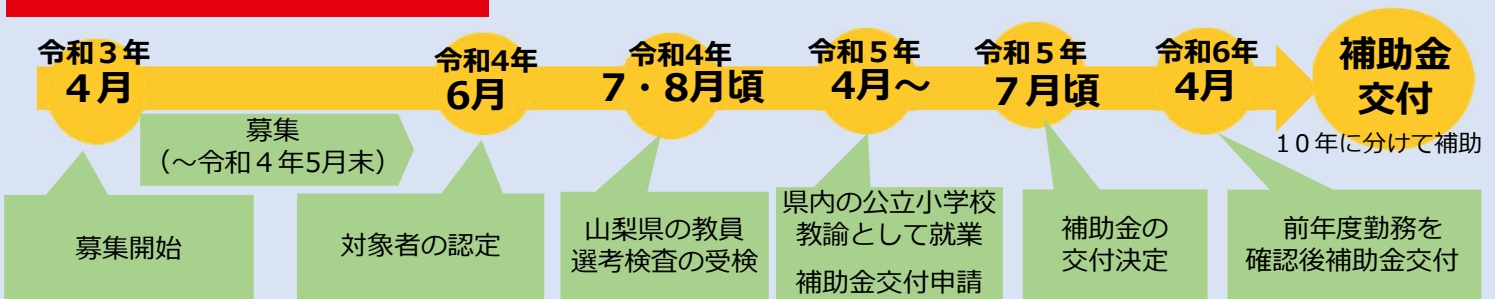 令和３年
４月
令和4年
6月
令和4年
7・8月頃
令和５年
4月～
令和５年
７月頃
令和6年
4月
補助金
交付
１０年に分けて補助
募集
（～令和４年5月末）
募集開始
対象者の認定
山梨県の教員
選考検査の受検
県内の公立小学校
教諭として就業
補助金交付申請
補助金の
交付決定
前年度勤務を
確認後補助金交付